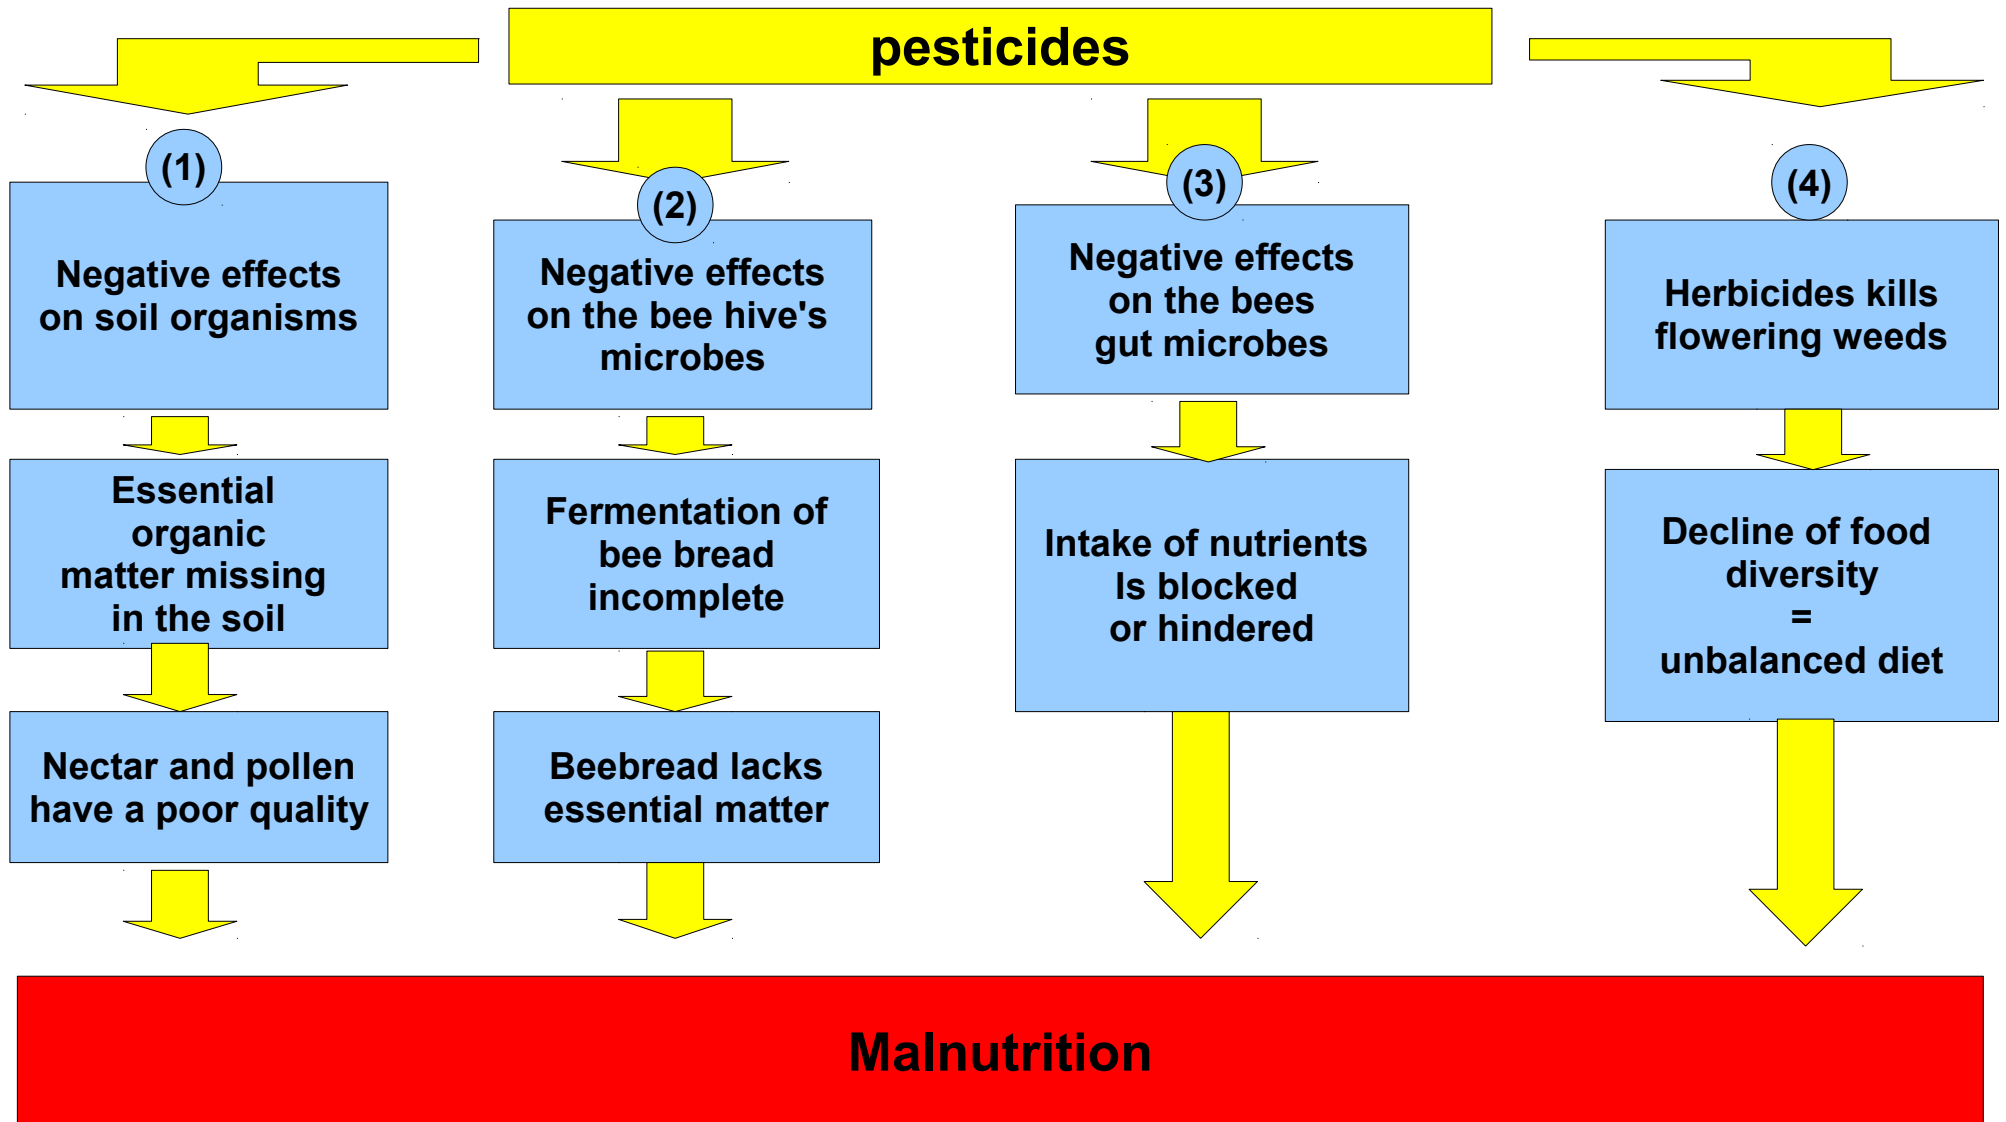 pesticides
(1)
Negative effects
on soil organisms
Essential
organic
matter missing
in the soil
Nectar and pollen
have a poor quality
(2)
Negative effects
on the bee hive's
microbes
Fermentation of
bee bread
incomplete
Beebread lacks
essential matter
(3)
Negative effects
on the bees
gut microbes
Intake of nutrients
Is blocked
or hindered
(4)
Herbicides kills
flowering weeds
Decline of food
diversity
=
unbalanced diet
Malnutrition